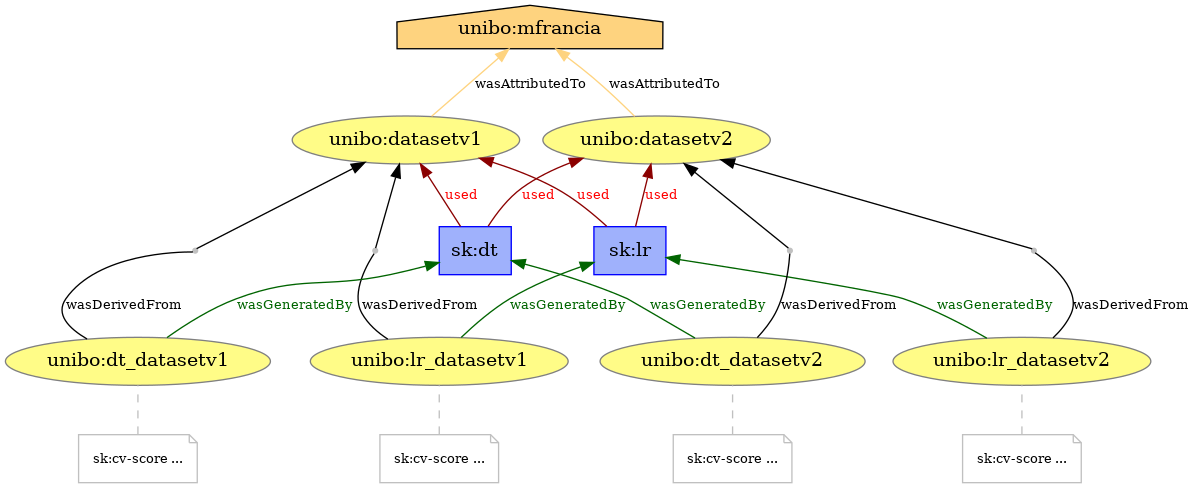 unibo:mfrancia
wasAttributedTo
wasAttributedTo
unibo:datasetv1
unibo:datasetv2
used
used
used
used
sk:dt
sk:lr
wasDerivedFrom
wasGeneratedBy
wasDerivedFrom
wasGeneratedBy
wasGeneratedBy
wasDerivedFrom
wasGeneratedBy
wasDerivedFrom
unibo:dt_datasetv1
unibo:lr_datasetv1
unibo:dt_datasetv2
unibo:lr_datasetv2
sk:cv-score ...
sk:cv-score ...
sk:cv-score ...
sk:cv-score ...